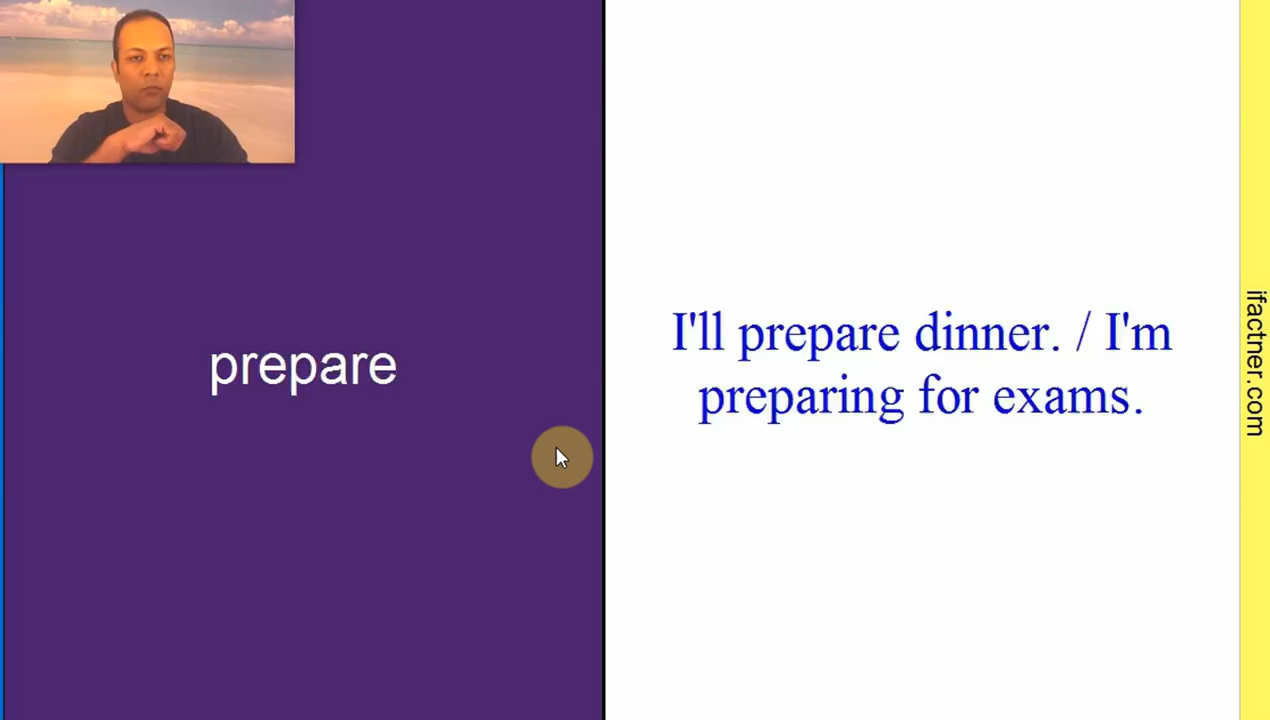 prepare
I'll prepare dinner. / I'm
preparing for exams.
ifactner.com